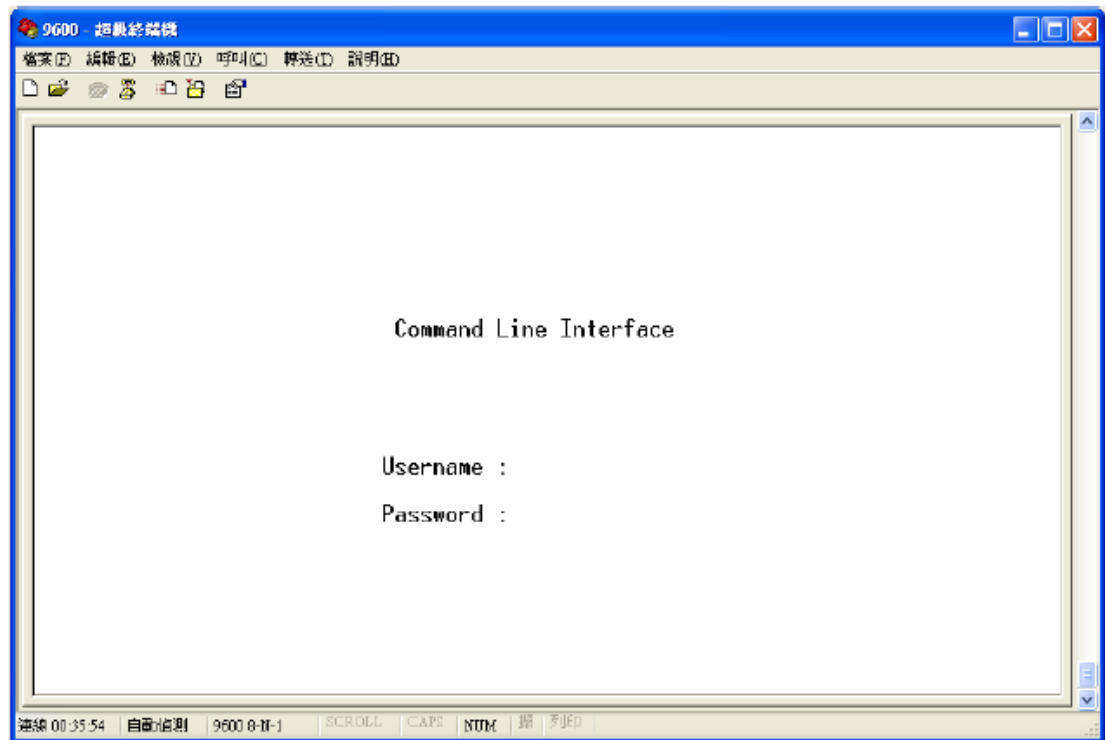 9600 - 超級終端機
檔案(F) 編輯(E) 檢視(V) 呼叫(C) 轉送(T) 說明(H)
Command Line Interface
Username :
Password :
連線 00:35:54 自動偵測 9600 8-N-1 SCROLL CAPS NUM 擷 列印